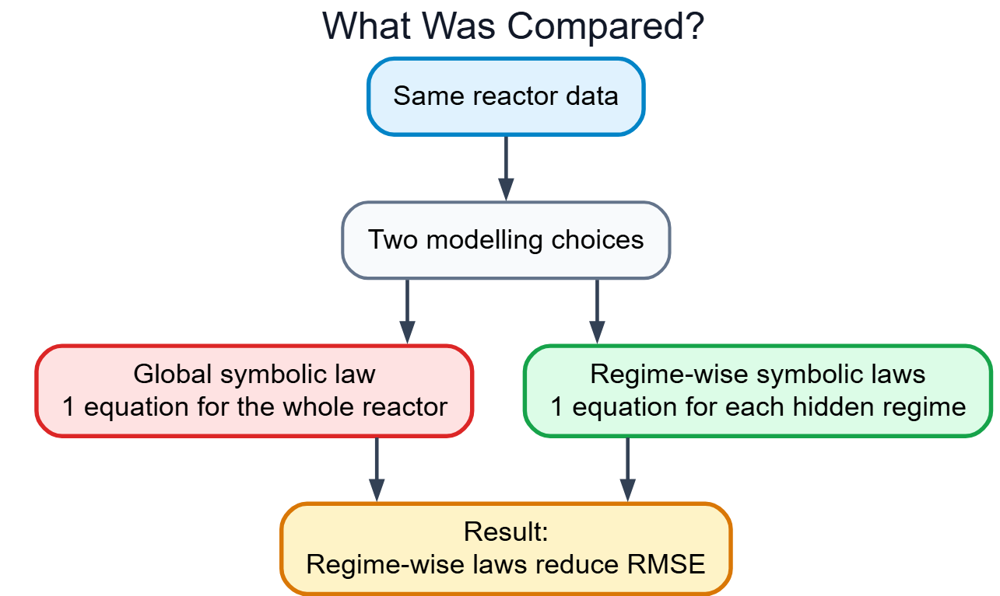 What Was Compared?
Same reactor data
Two modelling choices
Global symbolic law
1 equation for the whole reactor
Regime-wise symbolic laws
1 equation for each hidden regime
Result:
Regime-wise laws reduce RMSE